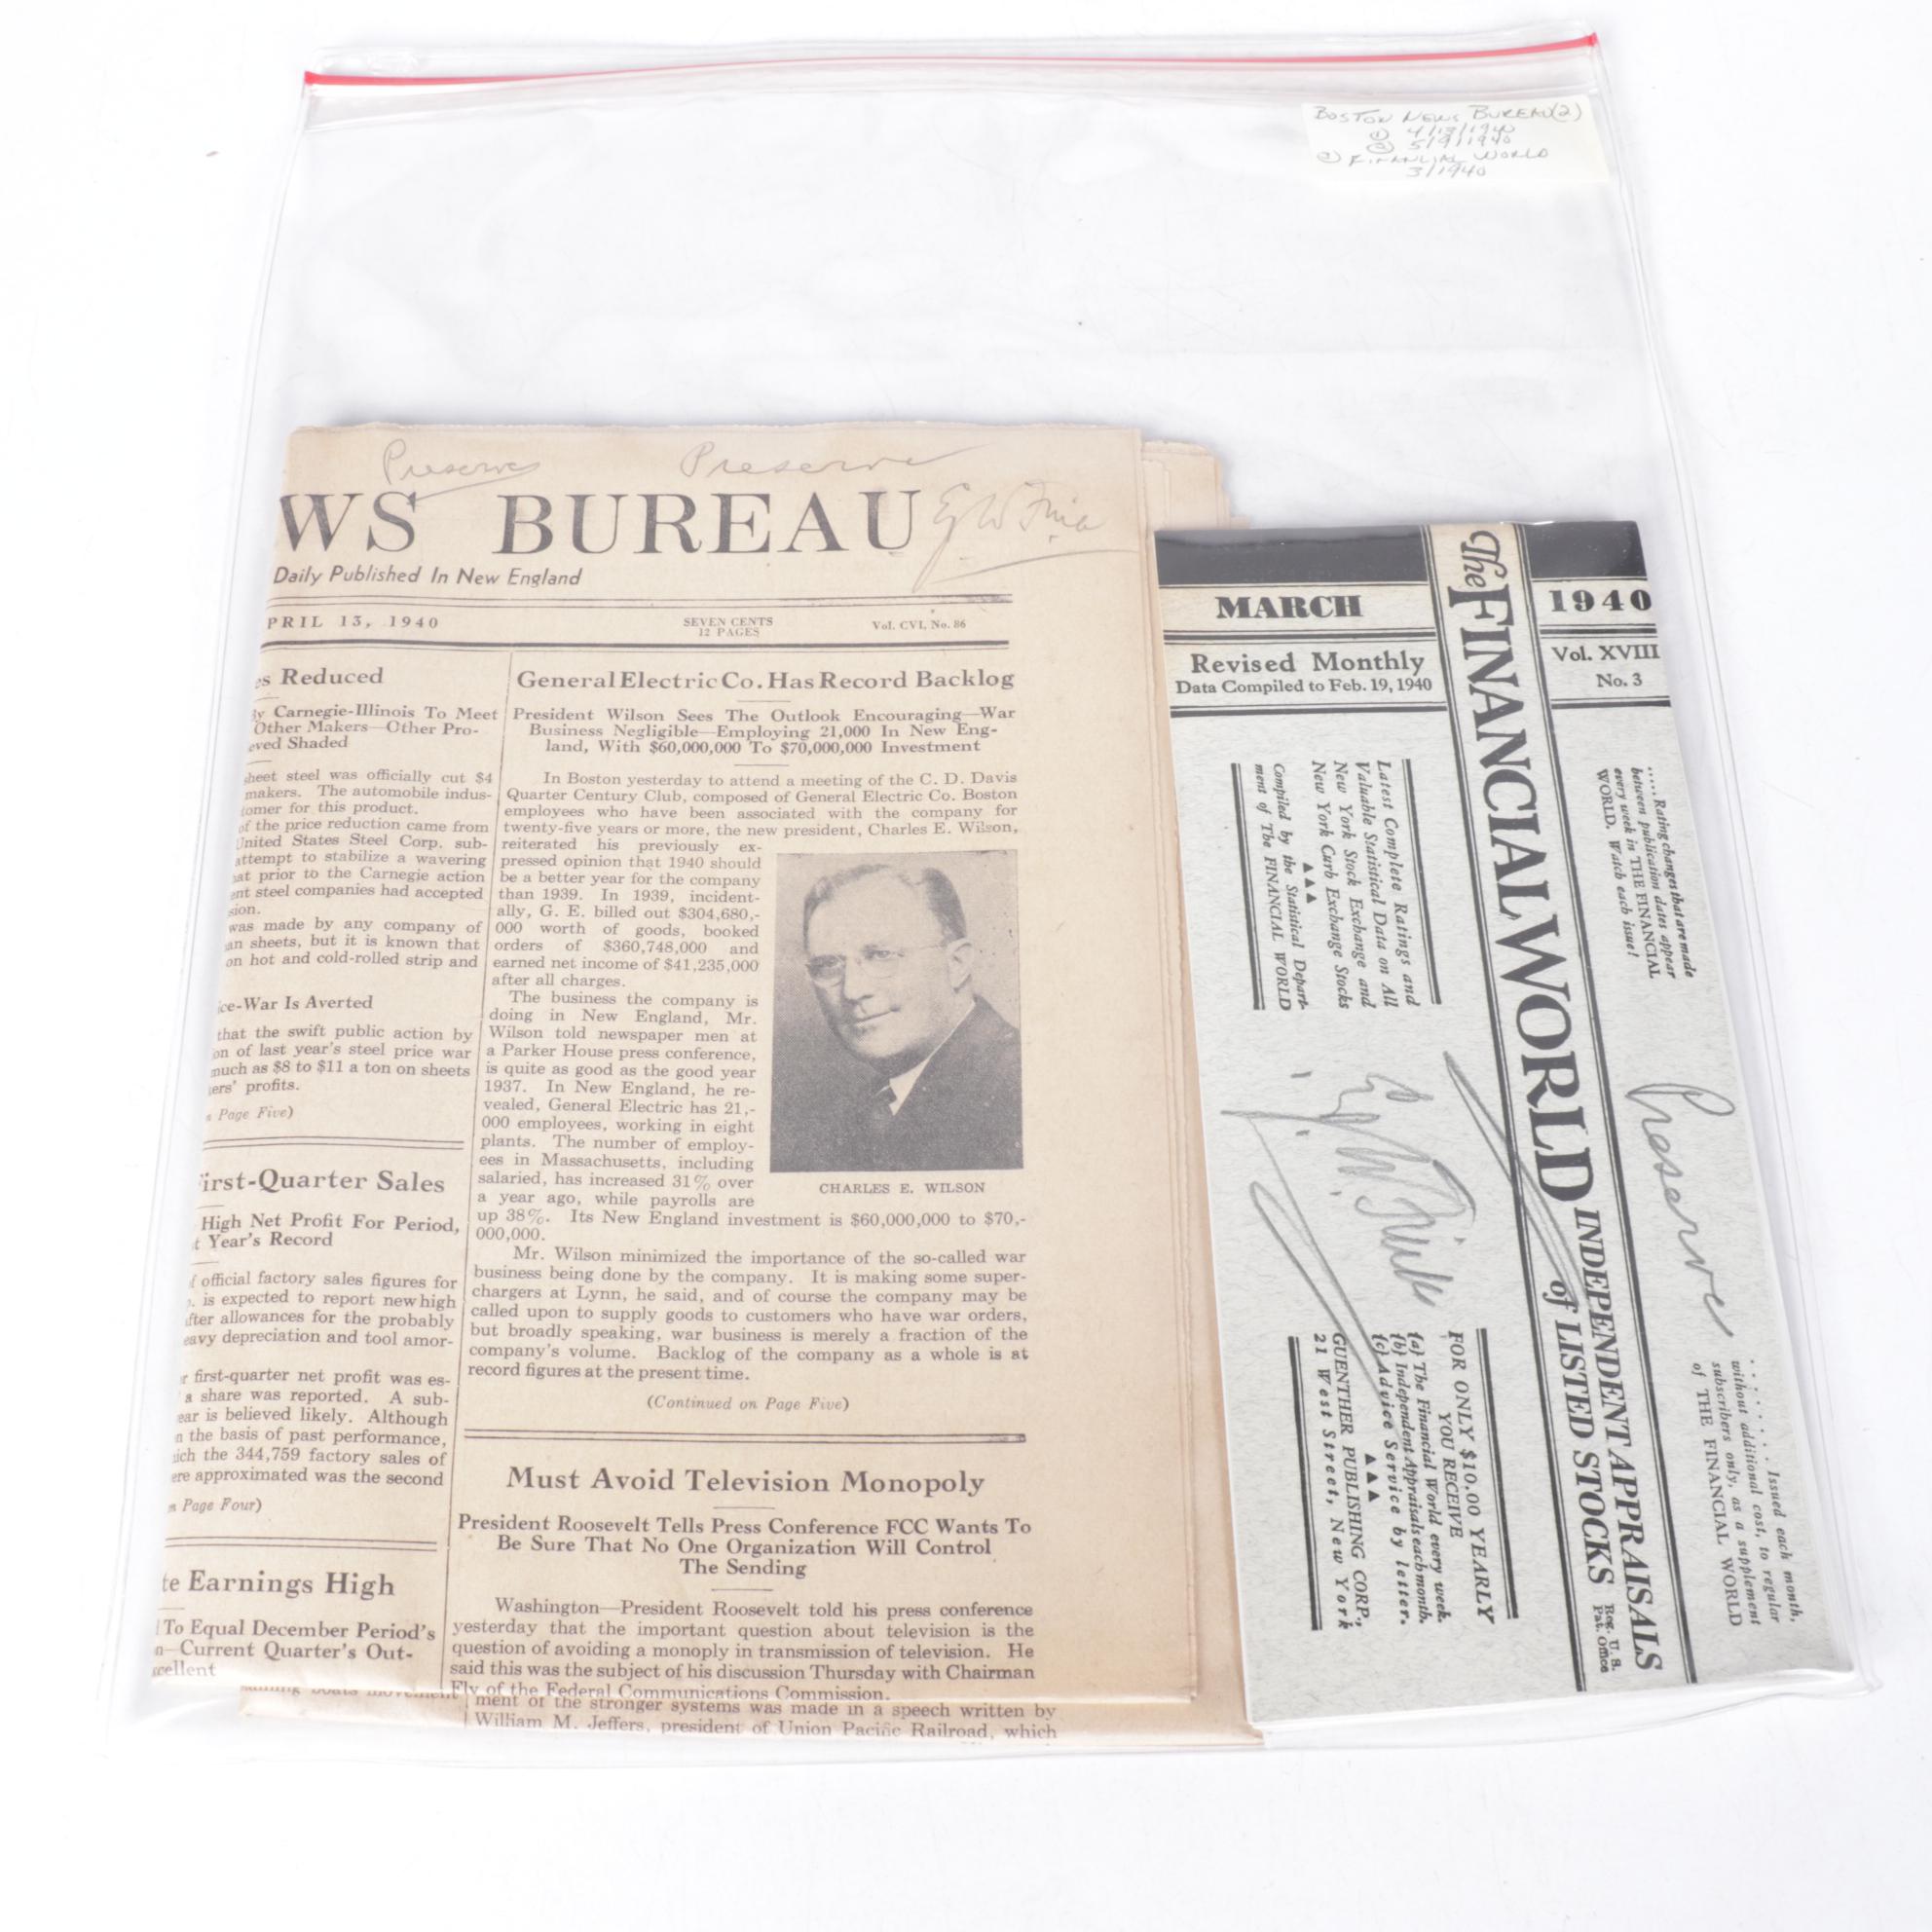 BOSTON NEWS BUREAU (2)
① 4/13/1940
② 5/9/1940
FINANCIAL WORLD
3/1940
Preserve Preserve
WS BUREAU
Daily Published In New England
PRIL 13, 1940
SEVEN CENTS
12 PAGES
Vol. CVI, No. 86
es Reduced
By Carnegie-Illinois To Meet
Other Makers—Other Pro-
eved Shaded
sheet steel was officially cut $4
makers. The automobile indus-
tomer for this product.
of the price reduction came from
United States Steel Corp. sub-
attempt to stabilize a wavering
hat prior to the Carnegie action
ent steel companies had accepted
sion.
was made by any company of
an sheets, but it is known that
on hot and cold-rolled strip and
ice-War Is Averted
that the swift public action by
on of last year's steel price war
much as $8 to $11 a ton on sheets
ers' profits.
n Page Five)
First-Quarter Sales
High Net Profit For Period,
t Year's Record
f official factory sales figures for
. is expected to report new high
after allowances for the probably
eavy depreciation and tool amor-
r first-quarter net profit was es-
a share was reported. A sub-
ear is believed likely. Although
n the basis of past performance,
ich the 344,759 factory sales of
ere approximated was the second
n Page Four)
te Earnings High
To Equal December Period's
n—Current Quarter's Out-
xcellent
General Electric Co. Has Record Backlog
President Wilson Sees The Outlook Encouraging—War
Business Negligible—Employing 21,000 In New Eng-
land, With $60,000,000 To $70,000,000 Investment
In Boston yesterday to attend a meeting of the C. D. Davis
Quarter Century Club, composed of General Electric Co. Boston
employees who have been associated with the company for
twenty-five years or more, the new president, Charles E. Wilson,
reiterated his previously ex-
pressed opinion that 1940 should
be a better year for the company
than 1939. In 1939, incident-
ally, G. E. billed out $304,680,-
000 worth of goods, booked
orders of $360,748,000 and
earned net income of $41,235,000
after all charges.
The business the company is
doing in New England, Mr.
Wilson told newspaper men at
a Parker House press conference,
is quite as good as the good year
1937. In New England, he re-
vealed, General Electric has 21,-
000 employees, working in eight
plants. The number of employ-
ees in Massachusetts, including
salaried, has increased 31% over
a year ago, while payrolls are
up 38%. Its New England investment is $60,000,000 to $70,-
000,000.
CHARLES E. WILSON
Mr. Wilson minimized the importance of the so-called war
business being done by the company. It is making some super-
chargers at Lynn, he said, and of course the company may be
called upon to supply goods to customers who have war orders,
but broadly speaking, war business is merely a fraction of the
company's volume. Backlog of the company as a whole is at
record figures at the present time.
(Continued on Page Five)
Must Avoid Television Monopoly
President Roosevelt Tells Press Conference FCC Wants To
Be Sure That No One Organization Will Control
The Sending
Washington—President Roosevelt told his press conference
yesterday that the important question about television is the
question of avoiding a monply in transmission of television. He
said this was the subject of his discussion Thursday with Chairman
Fly of the Federal Communications Commission.
ment of the stronger systems was made in a speech written by
William M. Jeffers, president of Union Pacific Railroad, which
MARCH
1940
Revised Monthly
Data Compiled to Feb. 19, 1940
Vol. XVIII
No. 3
The FINANCIAL WORLD
INDEPENDENT APPRAISALS
of LISTED STOCKS
Reg. U. S.
Pat. Office
.....Rating changes that are made
between publication dates appear
every week in THE FINANCIAL
WORLD. Watch each issue!
Preserve
. . . . . . . Issued each month,
without additional cost, to regular
subscribers only, as a supplement
of THE FINANCIAL WORLD
Latest Complete Ratings and
Valuable Statistical Data on All
New York Stock Exchange and
New York Curb Exchange Stocks
Compiled by the Statistical Depart-
ment of The FINANCIAL WORLD
FOR ONLY $10.00 YEARLY
YOU RECEIVE
(a) The Financial World every week.
(b) Independent Appraisals each month.
(c) Advice Service by letter.
GUENTHER PUBLISHING CORP.,
21 West Street, New York